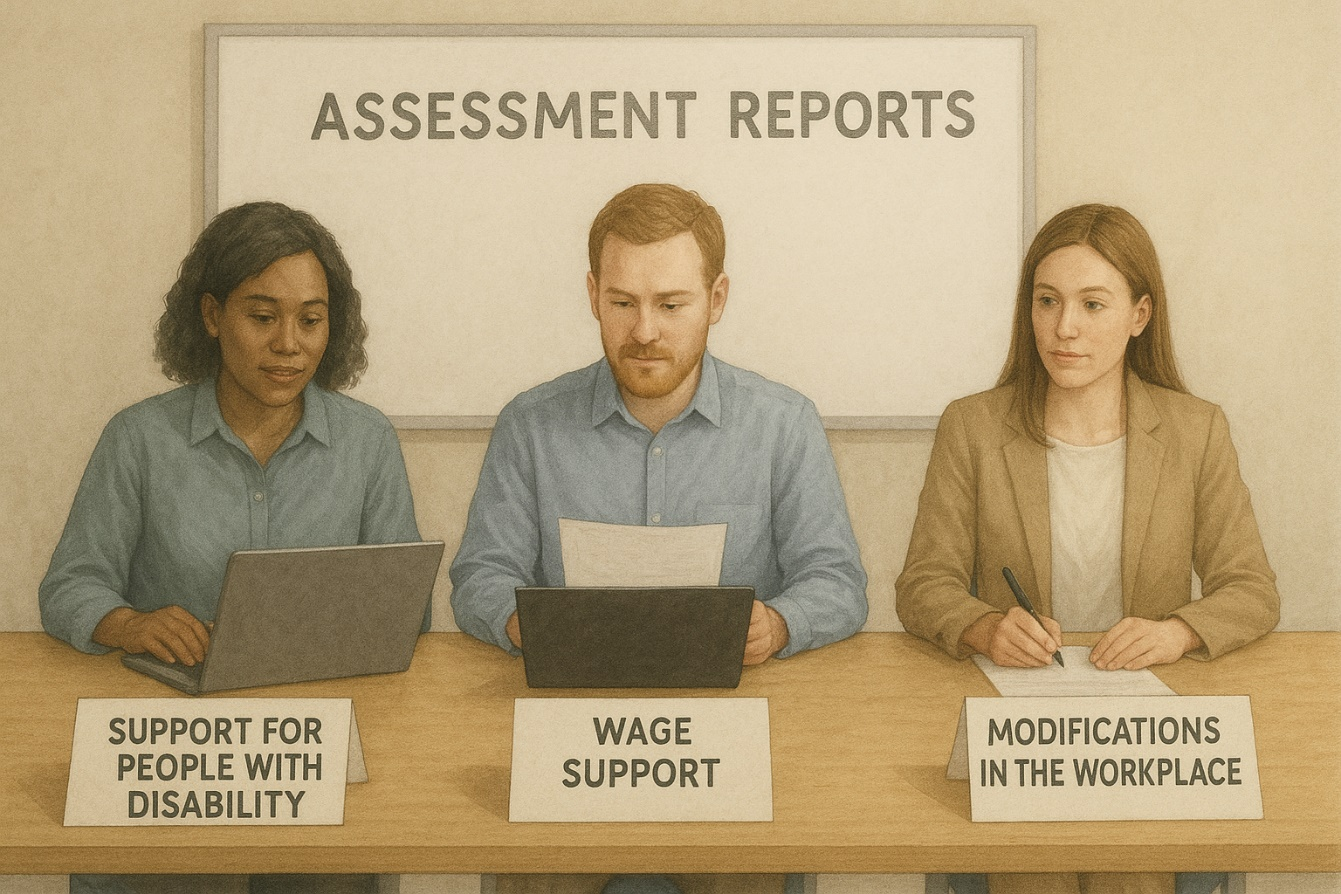 ASSESSMENT REPORTS
SUPPORT FOR
PEOPLE WITH
DISABILITY
WAGE
SUPPORT
MODIFICATIONS
IN THE WORKPLACE